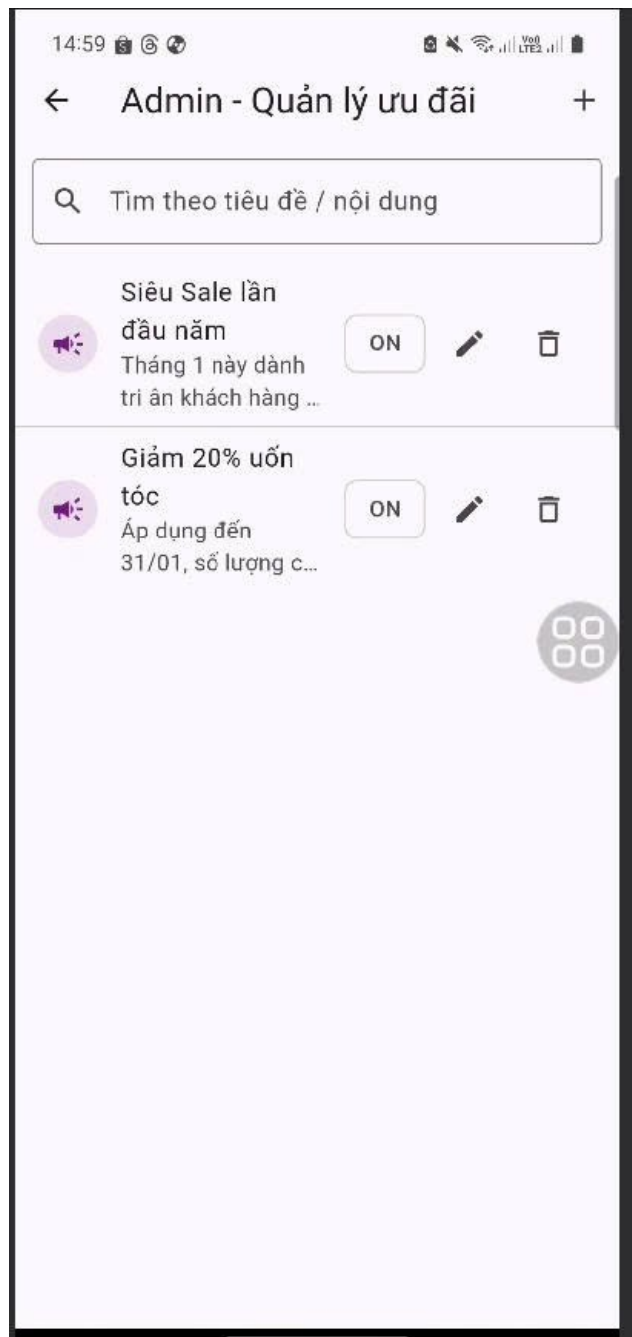 14:59
Admin - Quản lý ưu đãi
Tìm theo tiêu đề / nội dung
Siêu Sale lần
đầu năm
Tháng 1 này dành
tri ân khách hàng ...
ON
Giảm 20% uốn
tóc
Áp dụng đến
31/01, số lượng c...
ON